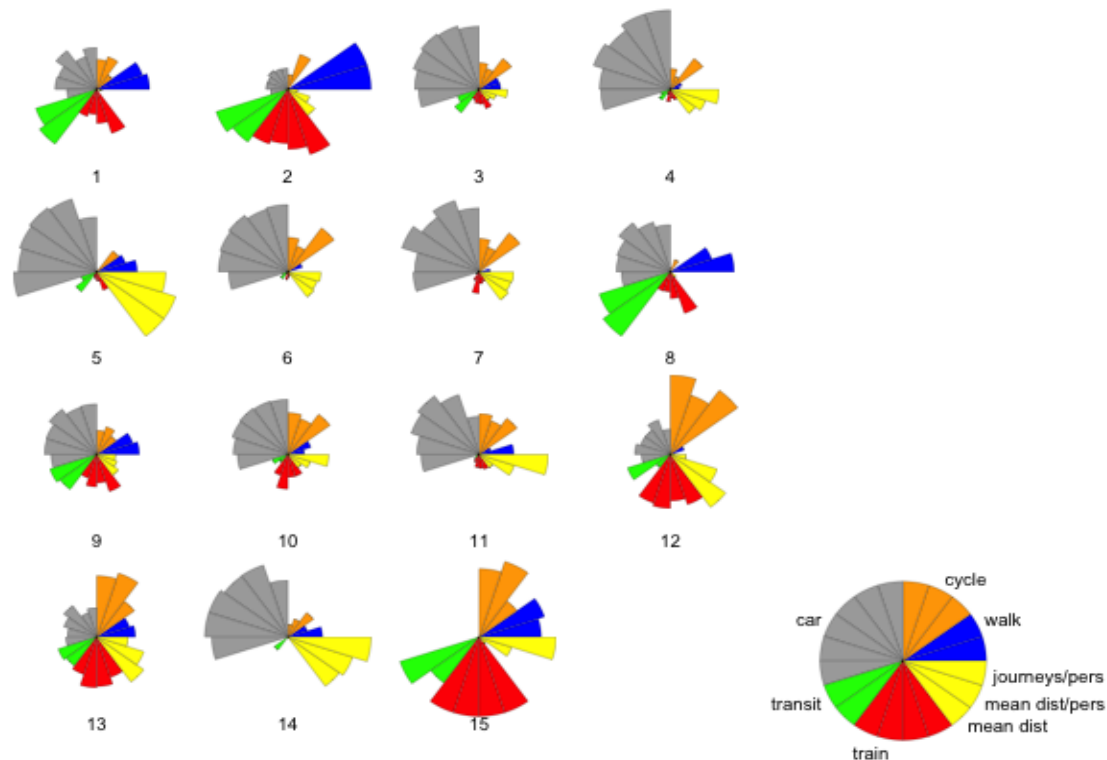 1 2 3 4
5 6 7 8
9 10 11 12
13 14 15
cycle
car walk
journeys/pers
transit mean dist/pers
mean dist
train